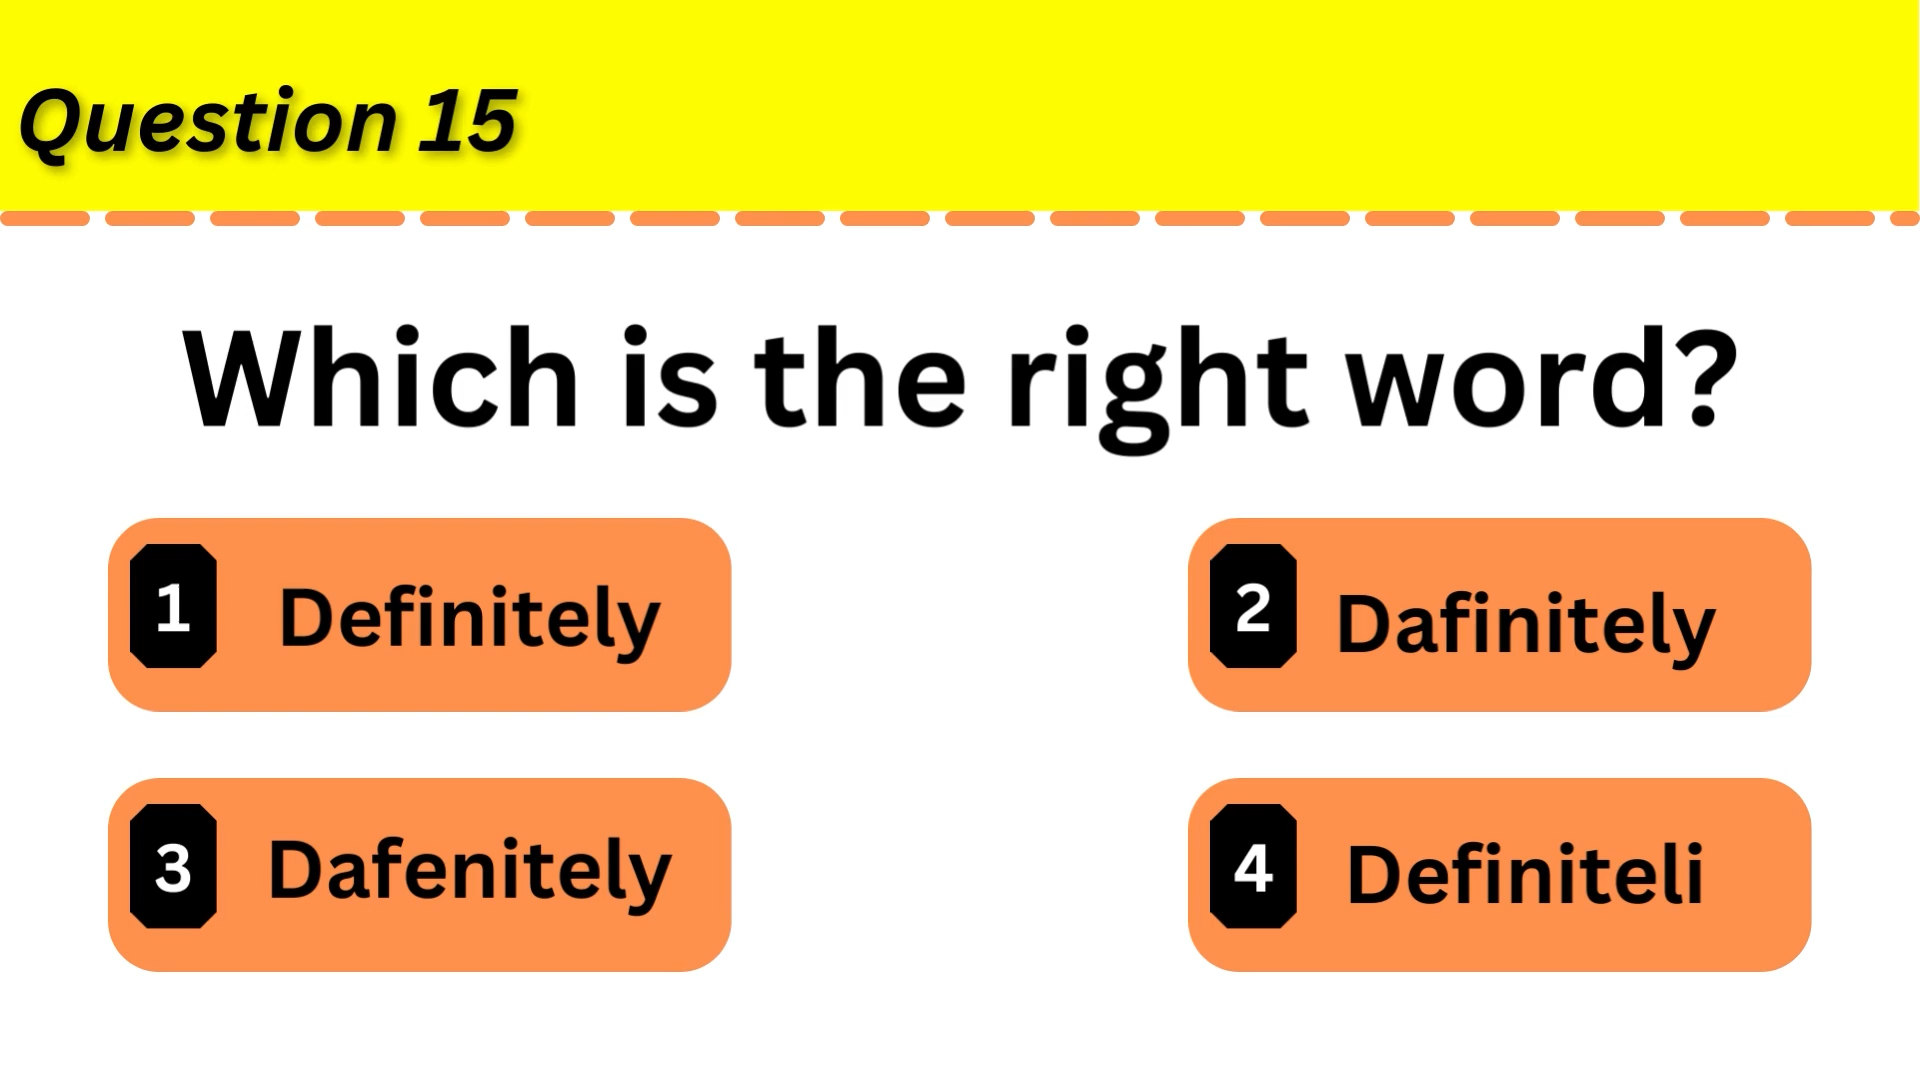 Question 15
Which is the right word?
1 Definitely
2 Dafinitely
3 Dafenitely
4 Definiteli